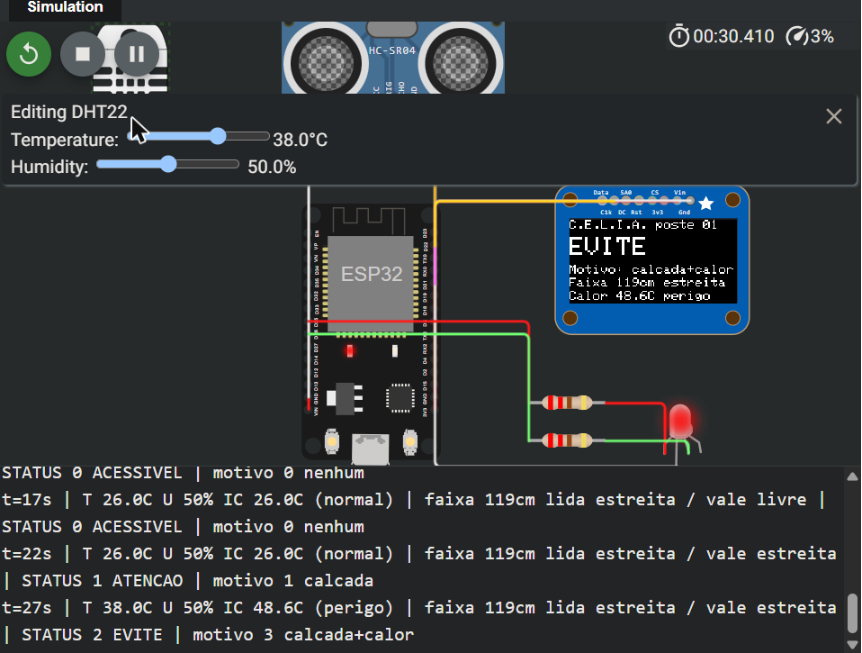 Simulation
00:30.410 3%
HC-SR04
Editing DHT22
Temperature: 38.0°C
Humidity: 50.0%
Data SA0 CS Vin
Clk DC Rst 3v3 Gnd
C.E.L.I.A. poste 01
EVITE
Motivo: calcada+calor
Faixa 119cm estreita
Calor 48.6C perigo
ESP32
STATUS 0 ACESSIVEL | motivo 0 nenhum
t=17s | T 26.0C U 50% IC 26.0C (normal) | faixa 119cm lida estreita / vale livre |
STATUS 0 ACESSIVEL | motivo 0 nenhum
t=22s | T 26.0C U 50% IC 26.0C (normal) | faixa 119cm lida estreita / vale estreita
| STATUS 1 ATENCAO | motivo 1 calcada
t=27s | T 38.0C U 50% IC 48.6C (perigo) | faixa 119cm lida estreita / vale estreita
| STATUS 2 EVITE | motivo 3 calcada+calor